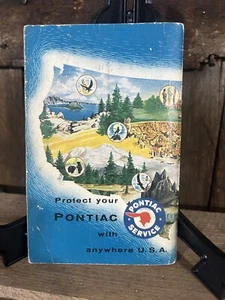 Protect your
PONTIAC
with
PONTIAC
SERVICE
anywhere U.S.A.